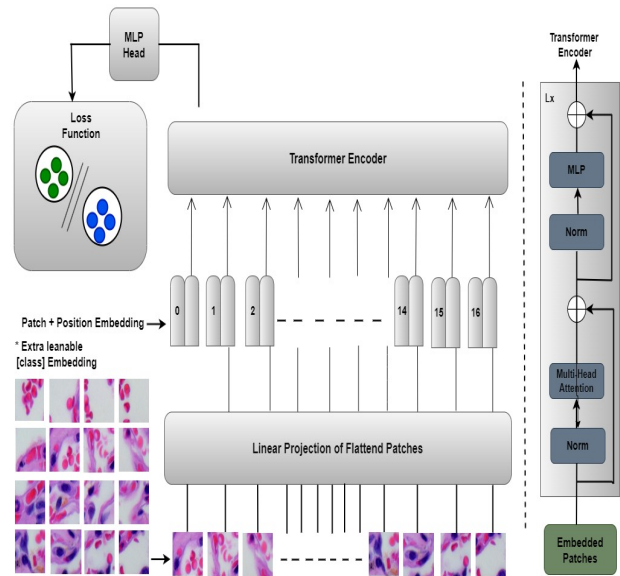 MLP
Head
Loss
Function
Transformer Encoder
0
1
2
14
15
16
Patch + Position Embedding
* Extra leanable
[class] Embedding
Linear Projection of Flattend Patches
Transformer
Encoder
Lx
MLP
Norm
Multi-Head
Attention
Norm
Embedded
Patches